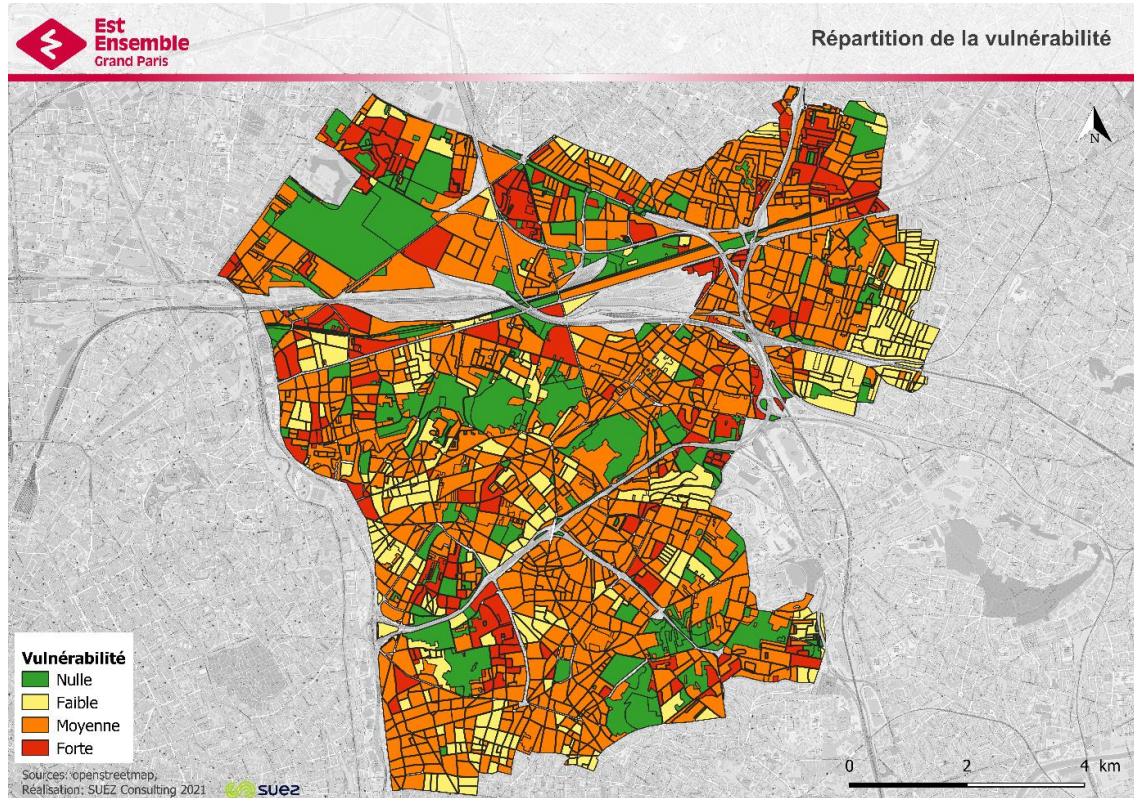 Est
Ensemble
Grand Paris
Répartition de la vulnérabilité
N
Vulnérabilité
Nulle
Faible
Moyenne
Forte
Sources: openstreetmap,
Réalisation: SUEZ Consulting 2021
suez
0 2 4 km